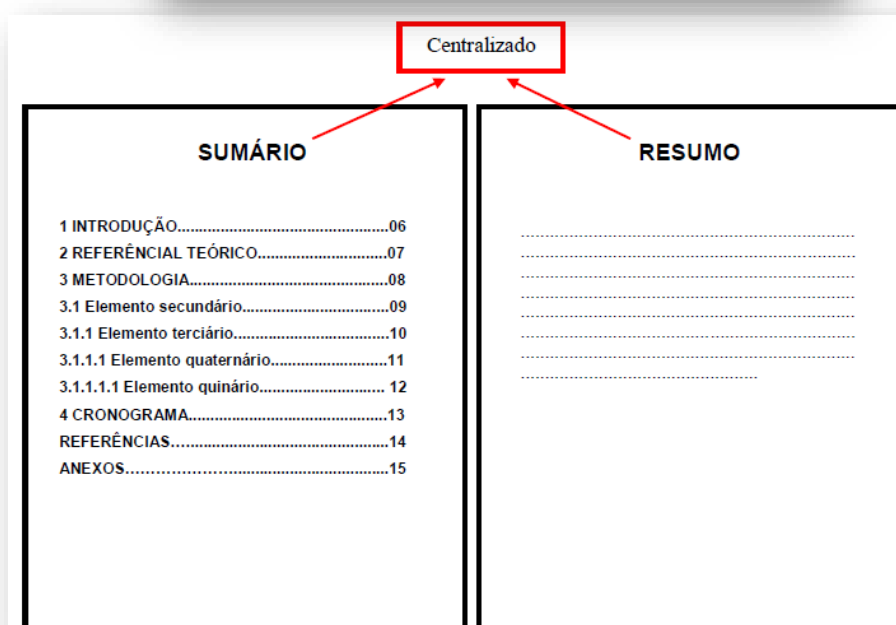 Centralizado
SUMÁRIO
1 INTRODUÇÃO.................................................06
2 REFERÊNCIAL TEÓRICO..............................07
3 METODOLOGIA..............................................08
3.1 Elemento secundário..................................09
3.1.1 Elemento terciário....................................10
3.1.1.1 Elemento quaternário...........................11
3.1.1.1.1 Elemento quinário............................. 12
4 CRONOGRAMA..............................................13
REFERÊNCIAS..................................................14
ANEXOS...........................................................15
RESUMO
..................................................................
..................................................................
..................................................................
..................................................................
..................................................................
..................................................................
..................................................................
...............................................